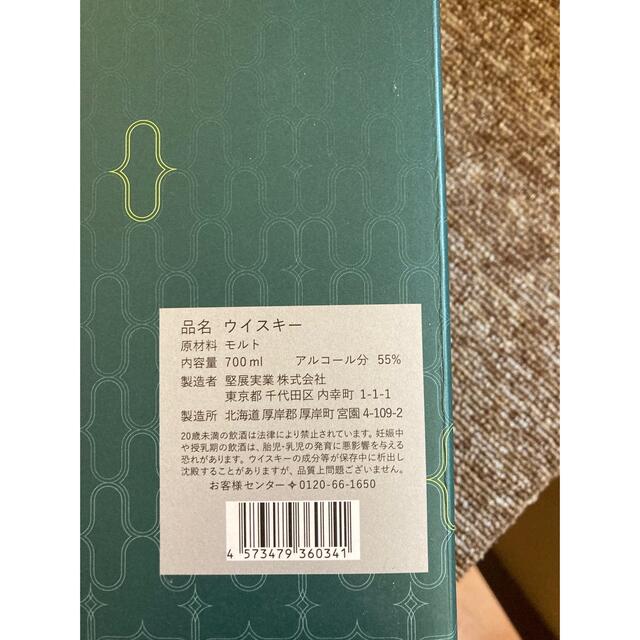 品名 ウイスキー
原材料 モルト
内容量 700ml アルコール分 55%
製造者 堅展実業 株式会社
東京都 千代田区 内幸町 1-1-1
製造所 北海道 厚岸郡 厚岸町 宮園 4-109-2
20歳未満の飲酒は法律により禁止されています。妊娠中
や授乳期の飲酒は、胎児・乳児の発育に悪影響を与える
恐れがあります。ウイスキーの成分等が保存中に析出し
沈殿することがありますが、品質上問題ございません。
お客様センター✧0120-66-1650
4 573479 360341